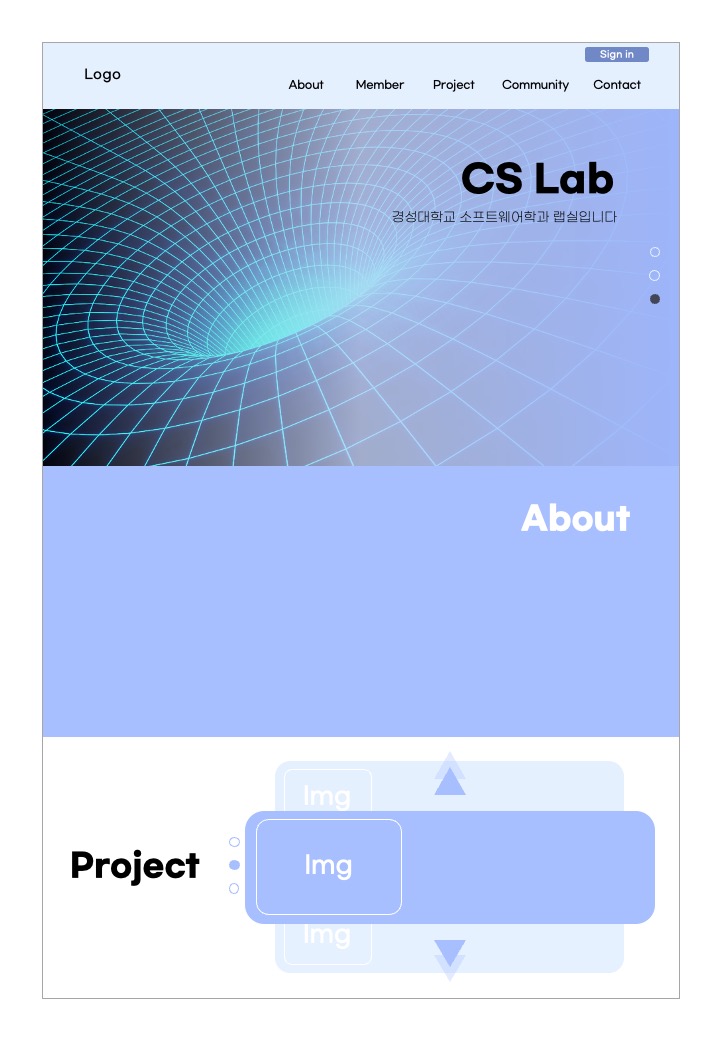 Sign in
Logo
About Member Project Community Contact
CS Lab
경성대학교 소프트웨어학과 랩실입니다
About
Img
Project
Img
Img